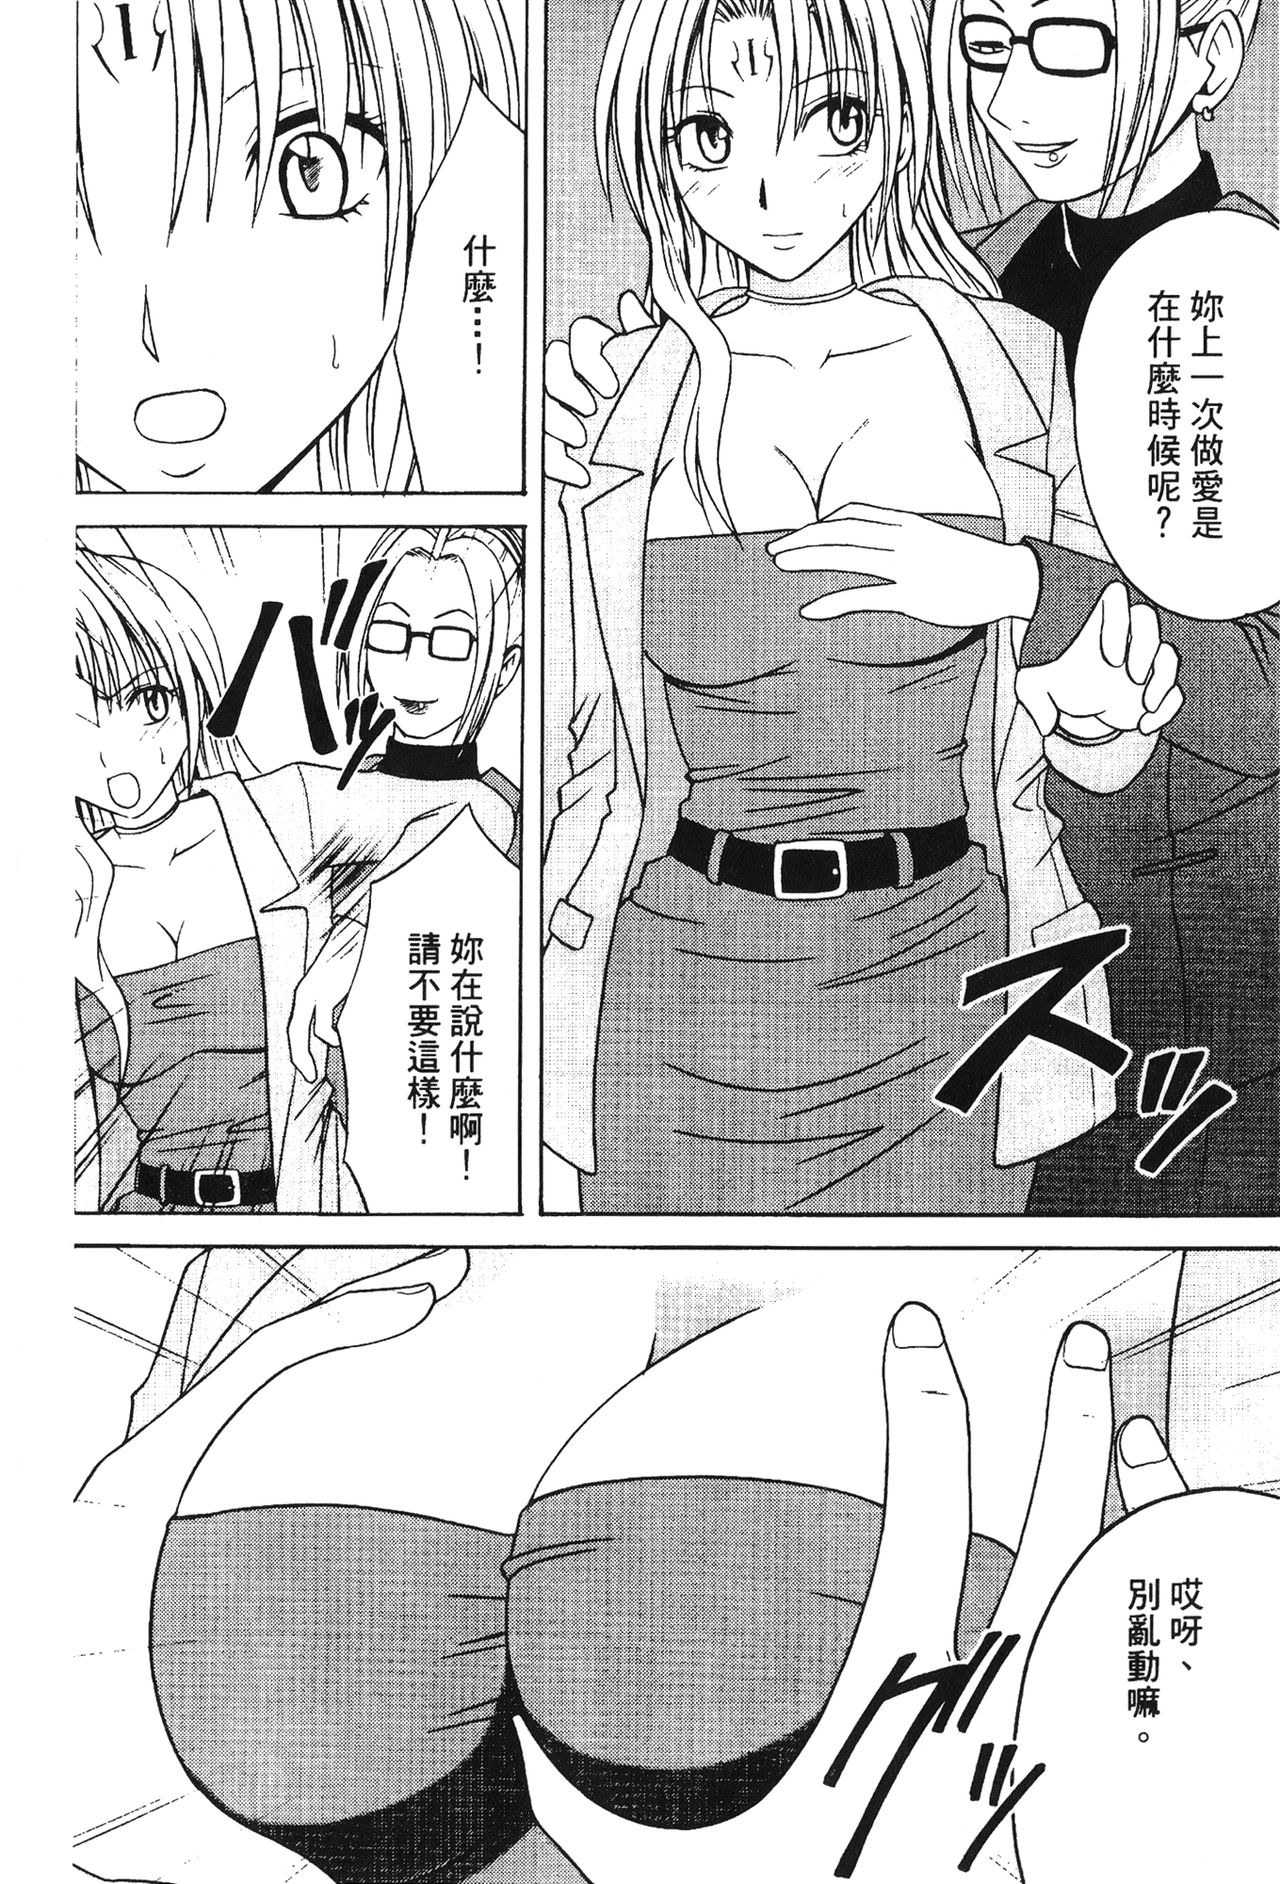 妳上一次做愛是
在什麼時候呢？
スッ
什麼…！
バッ
妳在說什麼啊！
請不要這樣！
哎呀、
別亂動嘛。
グッ
I
I